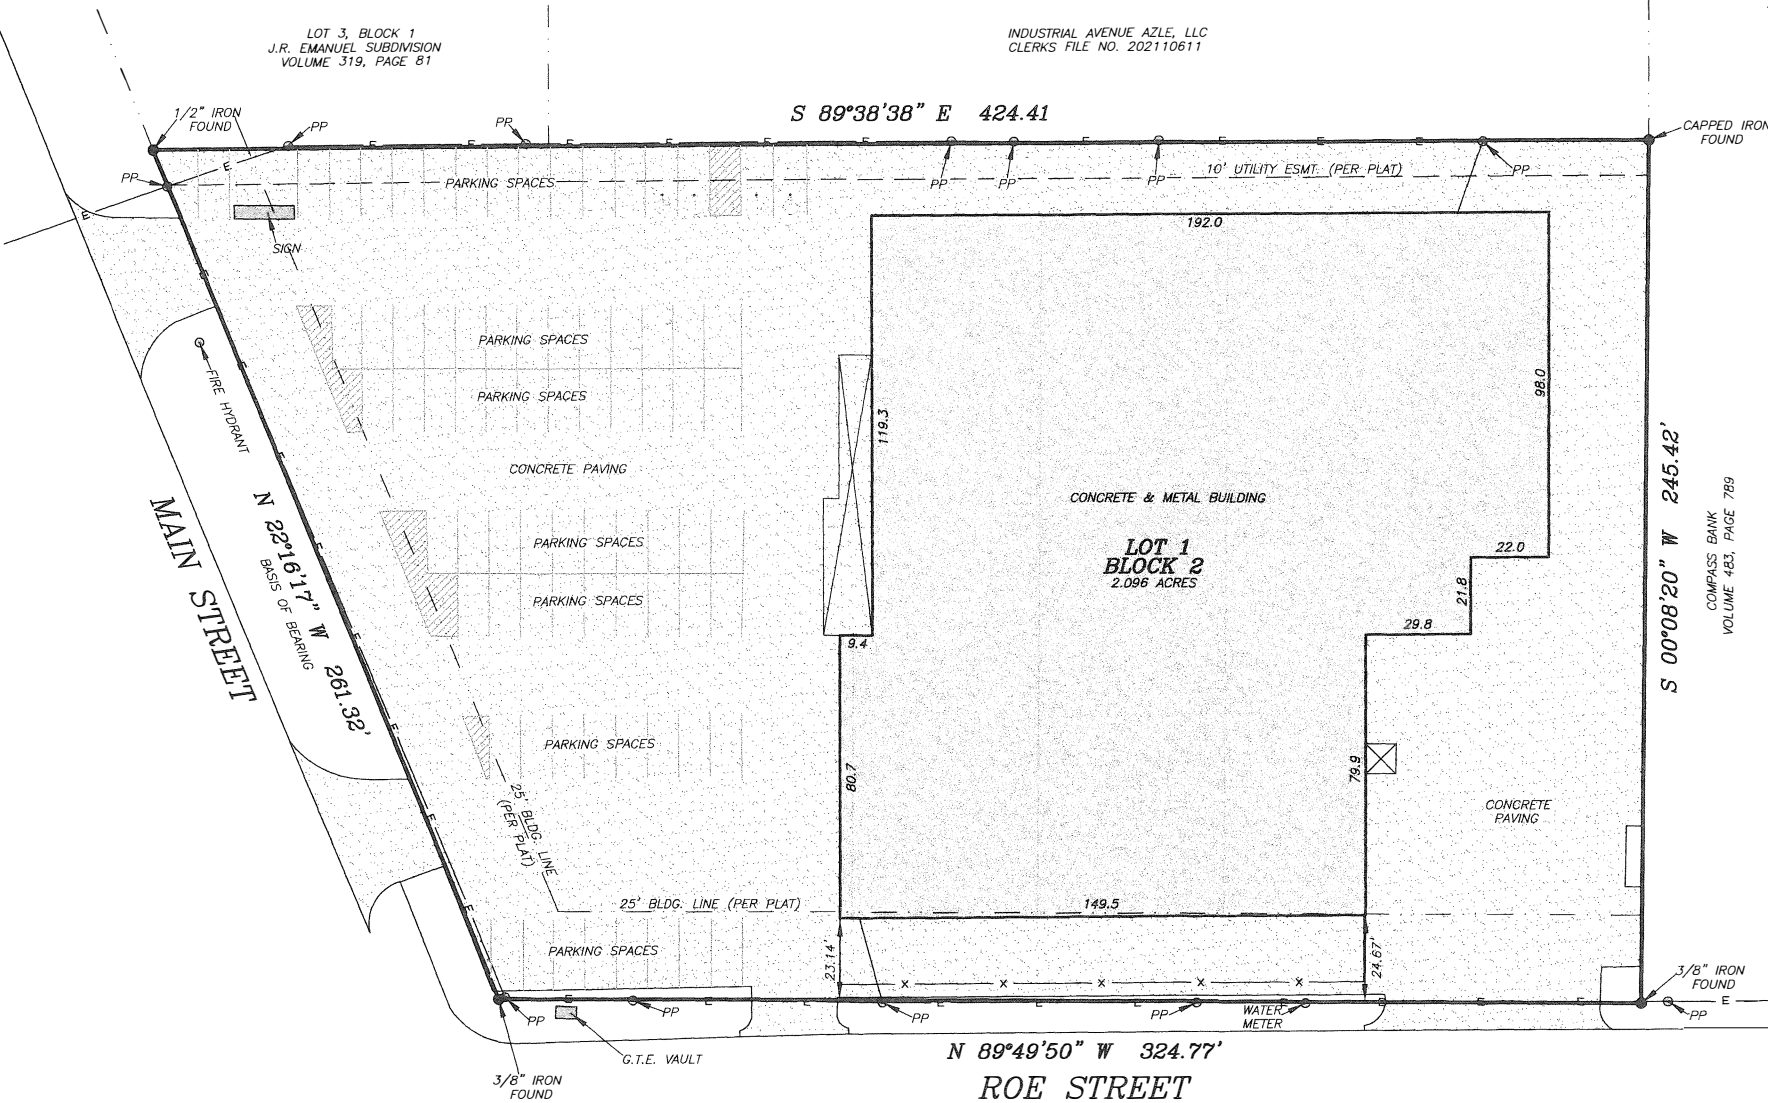 LOT 3, BLOCK 1
J.R. EMANUEL SUBDIVISION
VOLUME 319, PAGE 81
INDUSTRIAL AVENUE AZLE, LLC
CLERKS FILE NO. 202110611
S 89°38'38" E 424.41
1/2" IRON
FOUND
PP
PP
CAPPED IRON
FOUND
PP
E
E
PARKING SPACES
PP
PP
PP
10' UTILITY ESMT. (PER PLAT)
PP
SIGN
192.0
PARKING SPACES
PARKING SPACES
FIRE HYDRANT
119.3
98.0
CONCRETE PAVING
CONCRETE & METAL BUILDING
LOT 1
BLOCK 2
2.096 ACRES
S 00°08'20" W 245.42'
COMPASS BANK
VOLUME 483, PAGE 789
MAIN STREET
N 22°16'17" W 261.32'
BASIS OF BEARING
PARKING SPACES
PARKING SPACES
22.0
21.8
29.8
9.4
PARKING SPACES
80.7
79.9
CONCRETE
PAVING
25' BLDG. LINE
(PER PLAT)
25' BLDG. LINE (PER PLAT)
149.5
PARKING SPACES
23.14'
24.67'
X X X X X
3/8" IRON
FOUND
PP
PP
PP
PP
WATER
METER
E
PP
G.T.E. VAULT
3/8" IRON
FOUND
N 89°49'50" W 324.77'
ROE STREET